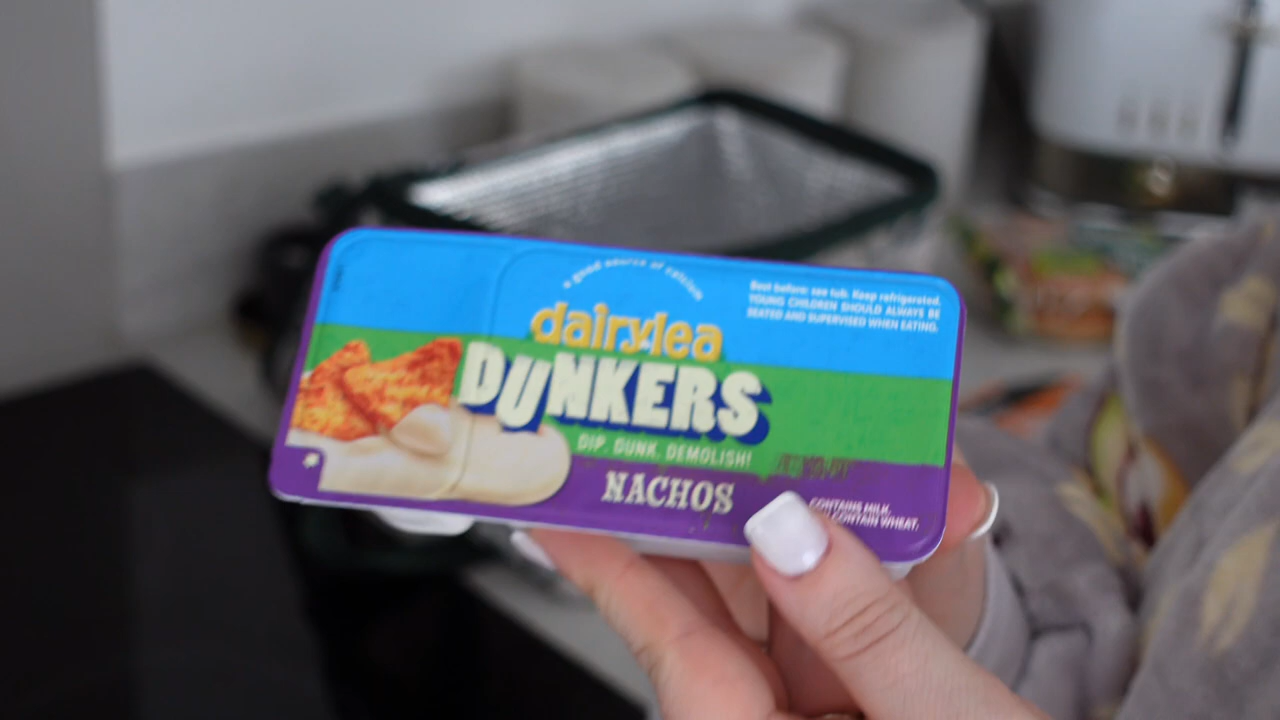 a good source of calcium
Best before: see tub. Keep refrigerated.
YOUNG CHILDREN SHOULD ALWAYS BE
SEATED AND SUPERVISED WHEN EATING.
dairylea
DUNKERS
DIP. DUNK. DEMOLISH!
NACHOS
CONTAINS MILK.
CONTAIN WHEAT.